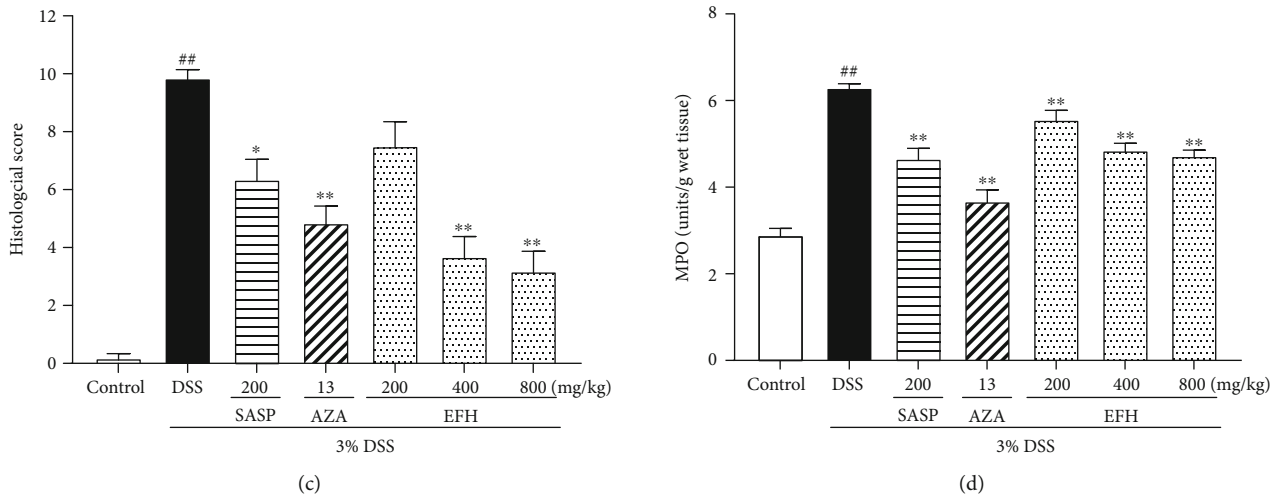 12
10
8
6
4
2
0
Histologcial score
##
*
**
**
**
Control DSS 200 13 200 400 800 (mg/kg)
SASP AZA EFH
3% DSS
(c)
8
6
4
2
0
MPO (units/g wet tissue)
##
**
**
**
**
**
Control DSS 200 13 200 400 800 (mg/kg)
SASP AZA EFH
3% DSS
(d)